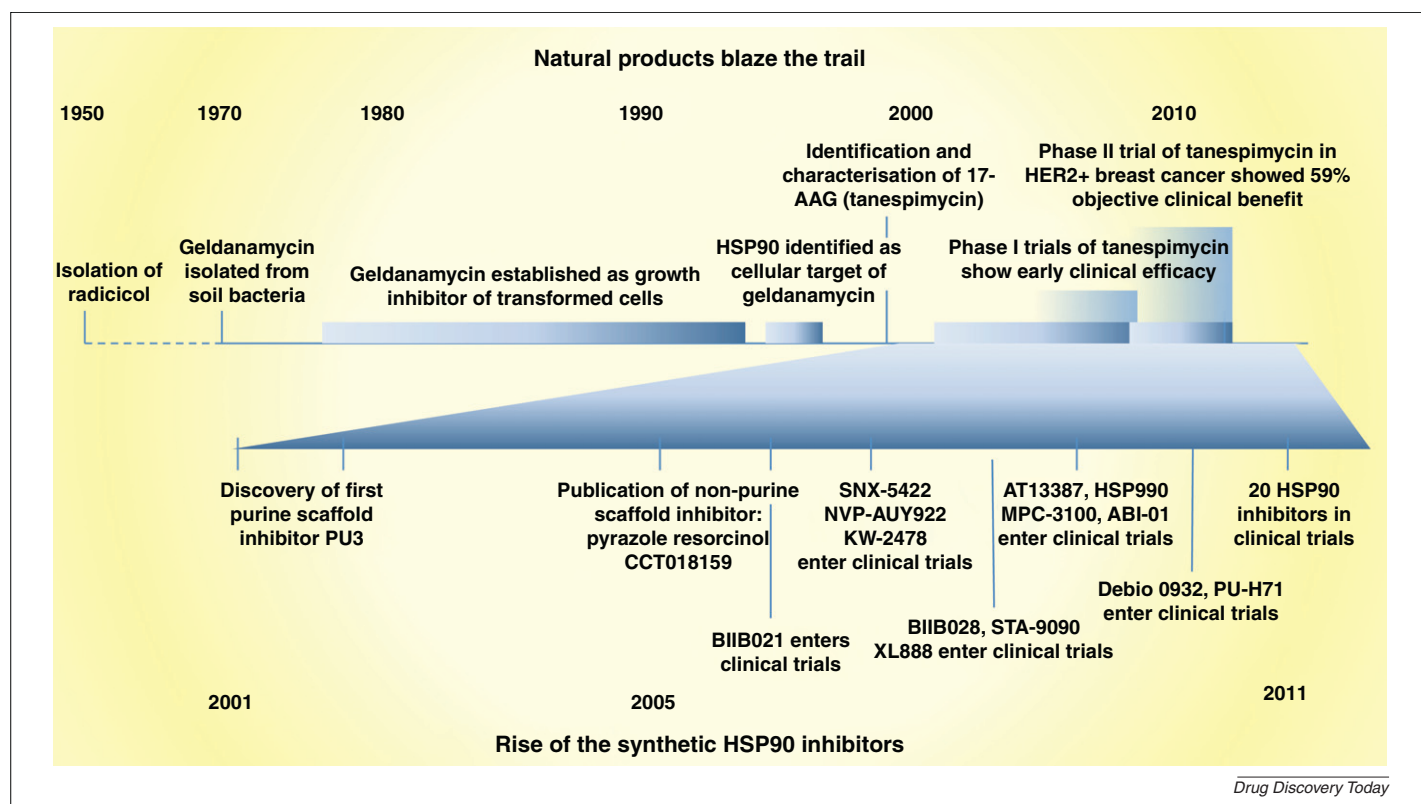 Natural products blaze the trail
1950
1970
1980
1990
2000
2010
Isolation of
radicicol
Geldanamycin
isolated from
soil bacteria
Geldanamycin established as growth
inhibitor of transformed cells
HSP90 identified as
cellular target of
geldanamycin
Identification and
characterisation of 17-
AAG (tanespimycin)
Phase I trials of tanespimycin
show early clinical efficacy
Phase II trial of tanespimycin in
HER2+ breast cancer showed 59%
objective clinical benefit
Discovery of first
purine scaffold
inhibitor PU3
Publication of non-purine
scaffold inhibitor:
pyrazole resorcinol
CCT018159
BIIB021 enters
clinical trials
SNX-5422
NVP-AUY922
KW-2478
enter clinical trials
BIIB028, STA-9090
XL888 enter clinical trials
AT13387, HSP990
MPC-3100, ABI-01
enter clinical trials
Debio 0932, PU-H71
enter clinical trials
20 HSP90
inhibitors in
clinical trials
2001
2005
2011
Rise of the synthetic HSP90 inhibitors
Drug Discovery Today